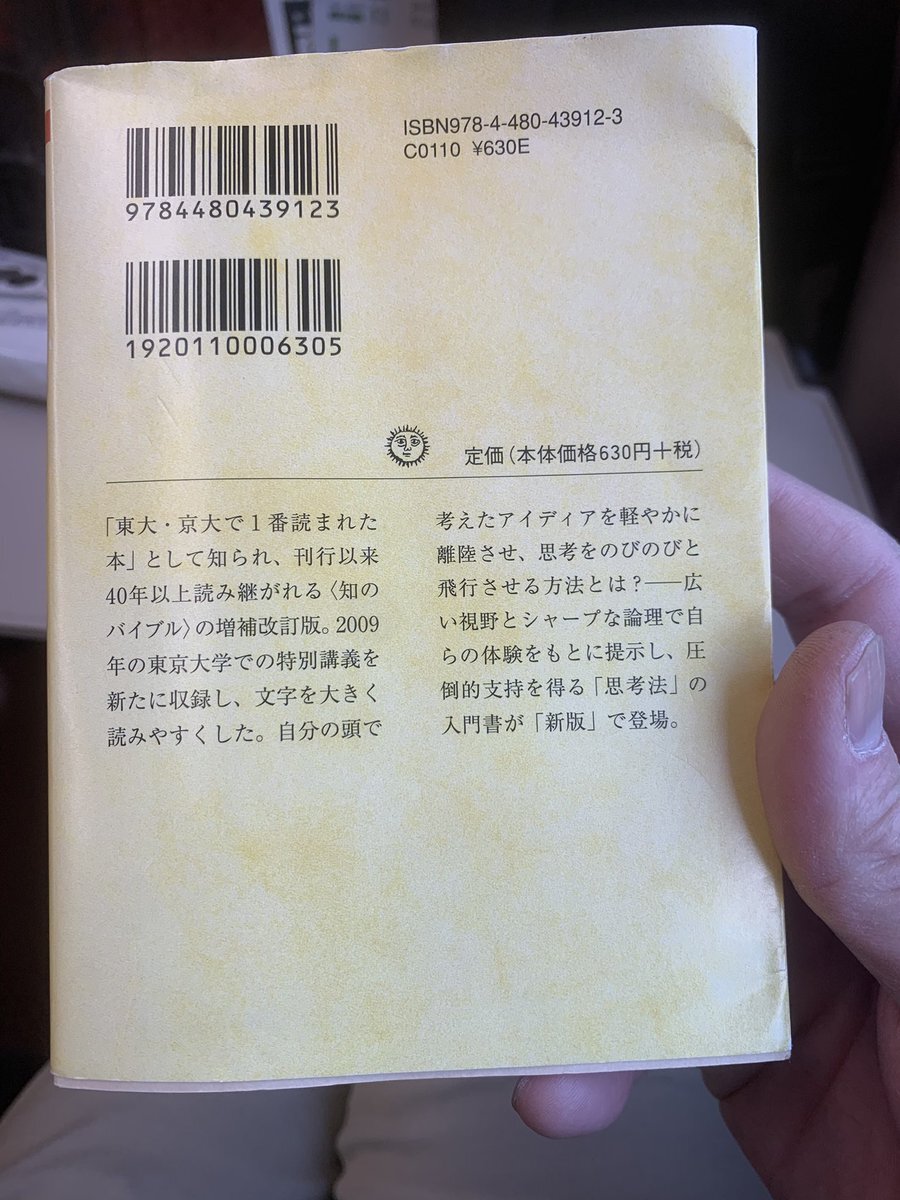 ISBN978-4-480-43912-3
C0110 ¥630E
9784480439123
1920110006305
定価(本体価格630円+税)
「東大・京大で1番読まれた
本」として知られ、刊行以来
40年以上読み継がれる〈知の
バイブル〉の増補改訂版。2009
年の東京大学での特別講義を
新たに収録し、文字を大きく
読みやすくした。自分の頭で
考えたアイディアを軽やかに
離陸させ、思考をのびのびと
飛行させる方法とは?──広
い視野とシャープな論理で自
らの体験をもとに提示し、圧
倒的支持を得る「思考法」の
入門書が「新版」で登場。